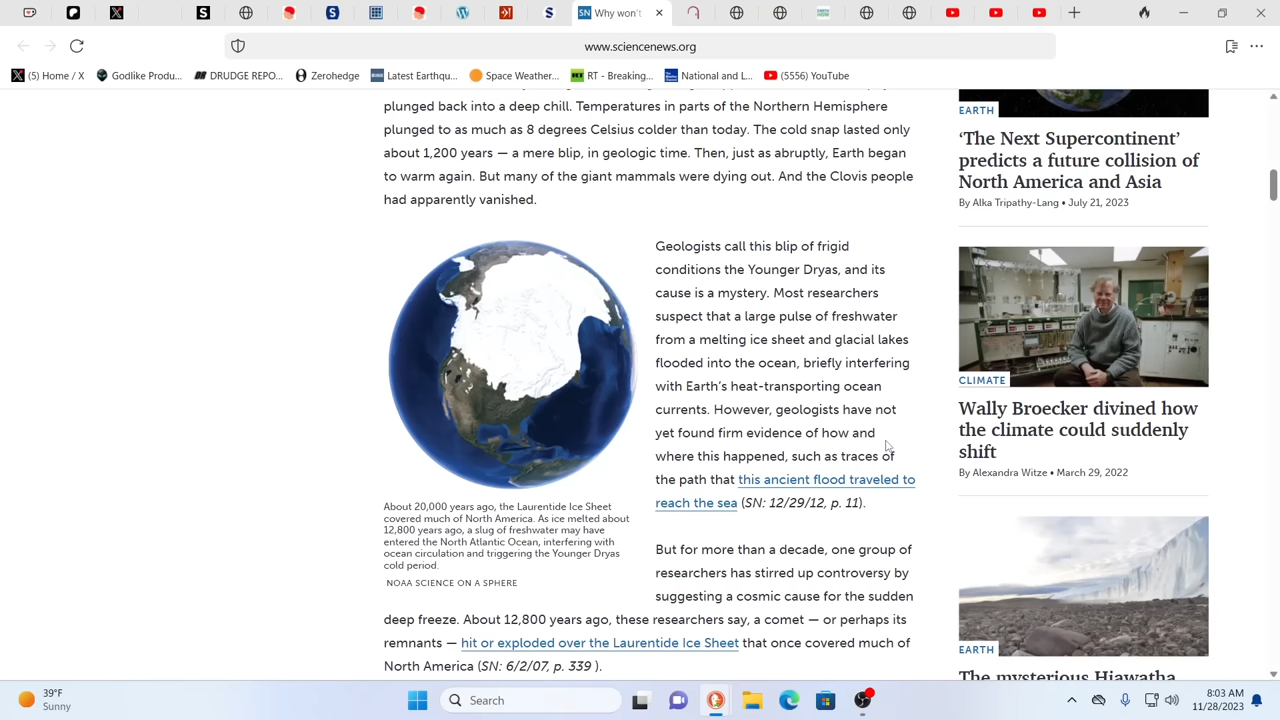 Why won't
www.sciencenews.org
(5) Home / X
Godlike Produ...
DRUDGE REPO...
Zerohedge
Latest Earthqu...
Space Weather...
RT - Breaking...
National and L...
(5556) YouTube
plunged back into a deep chill. Temperatures in parts of the Northern Hemisphere
plunged to as much as 8 degrees Celsius colder than today. The cold snap lasted only
about 1,200 years — a mere blip, in geologic time. Then, just as abruptly, Earth began
to warm again. But many of the giant mammals were dying out. And the Clovis people
had apparently vanished.
Geologists call this blip of frigid
conditions the Younger Dryas, and its
cause is a mystery. Most researchers
suspect that a large pulse of freshwater
from a melting ice sheet and glacial lakes
flooded into the ocean, briefly interfering
with Earth's heat-transporting ocean
currents. However, geologists have not
yet found firm evidence of how and
where this happened, such as traces of
the path that this ancient flood traveled to
reach the sea (SN: 12/29/12, p. 11).
About 20,000 years ago, the Laurentide Ice Sheet
covered much of North America. As ice melted about
12,800 years ago, a slug of freshwater may have
entered the North Atlantic Ocean, interfering with
ocean circulation and triggering the Younger Dryas
cold period.
NOAA SCIENCE ON A SPHERE
But for more than a decade, one group of
researchers has stirred up controversy by
suggesting a cosmic cause for the sudden
deep freeze. About 12,800 years ago, these researchers say, a comet — or perhaps its
remnants — hit or exploded over the Laurentide Ice Sheet that once covered much of
North America (SN: 6/2/07, p. 339 ).
EARTH
'The Next Supercontinent'
predicts a future collision of
North America and Asia
By Alka Tripathy-Lang • July 21, 2023
CLIMATE
Wally Broecker divined how
the climate could suddenly
shift
By Alexandra Witze • March 29, 2022
EARTH
The mysterious Hiawatha
39°F
Sunny
Search
8:03 AM
11/28/2023